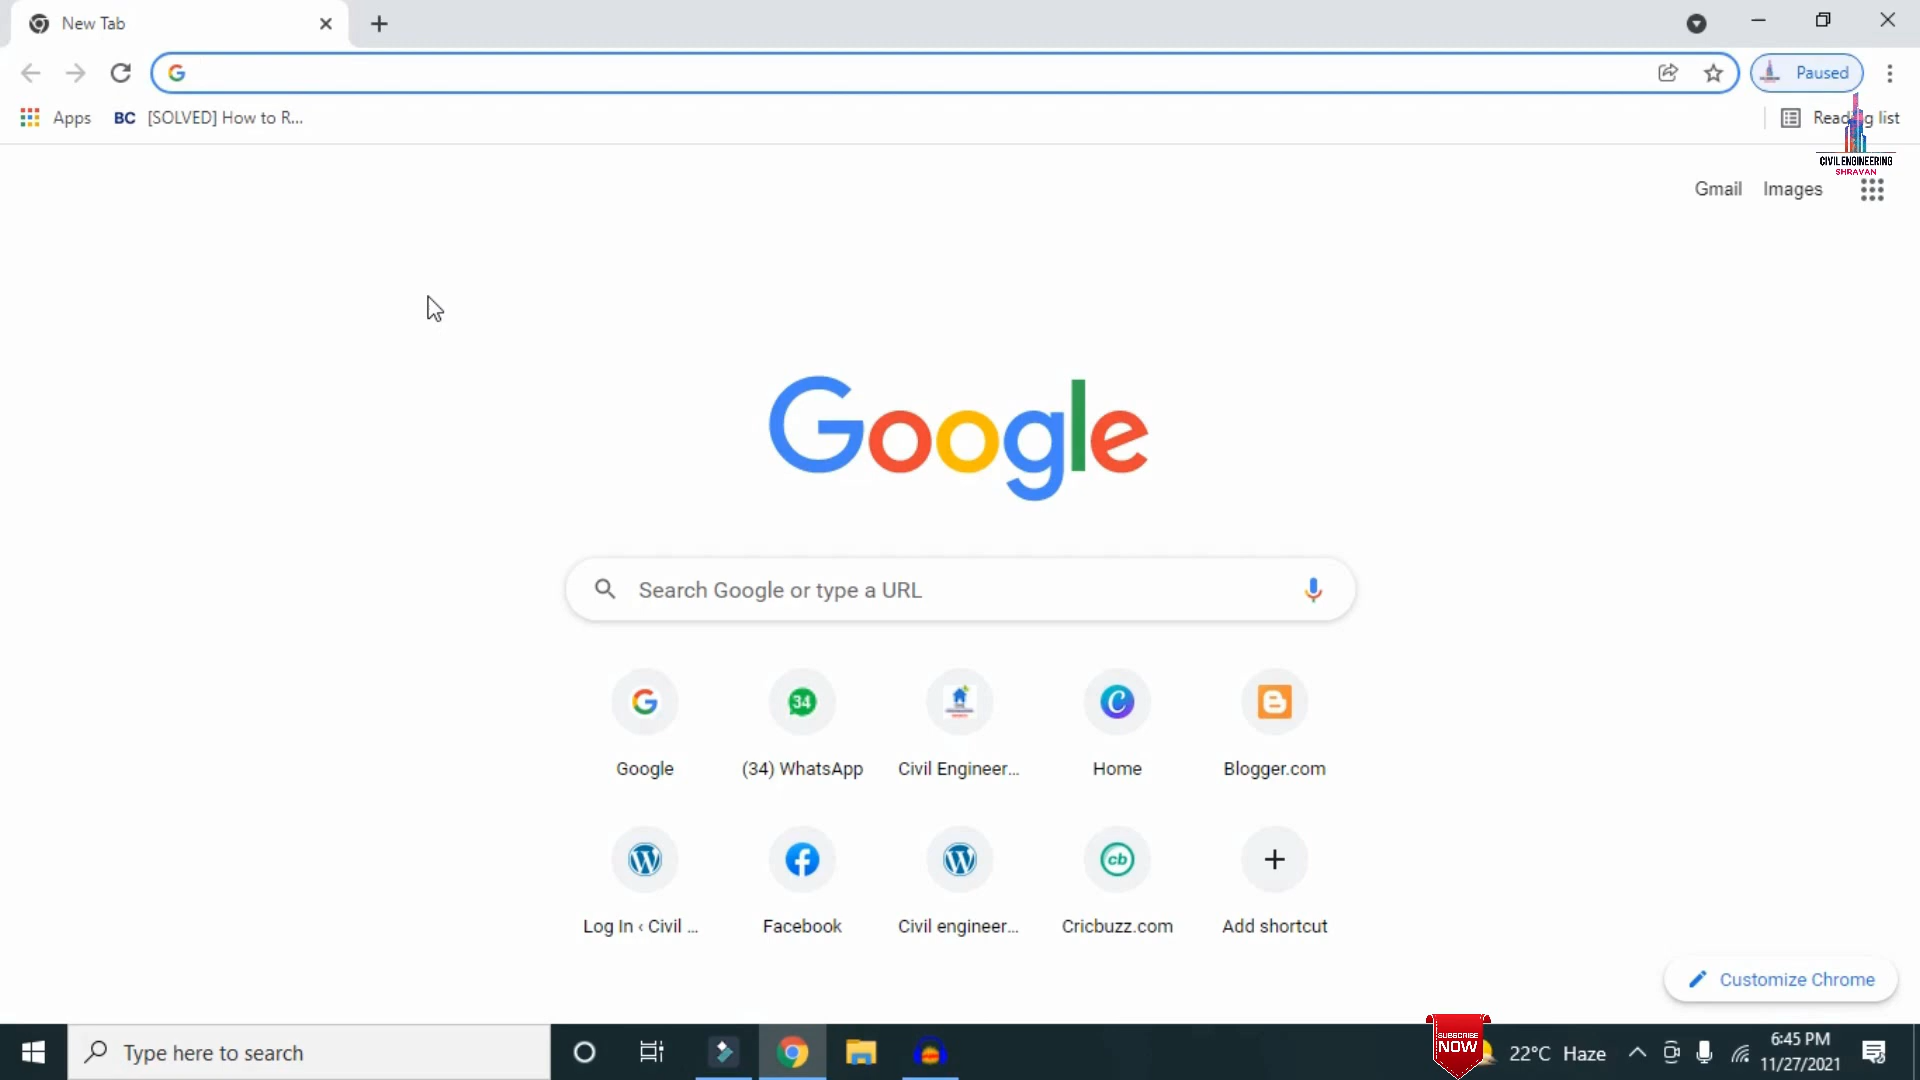 New Tab
Paused
Apps
BC [SOLVED] How to R...
CIVIL ENGINEERING
SHRAVAN
Gmail Images
Google
Search Google or type a URL
34
Google (34) WhatsApp Civil Engineer... Home Blogger.com
cb
Log In ‹ Civil ... Facebook Civil engineer... Cricbuzz.com Add shortcut
Customize Chrome
Type here to search
SUBSCRIBE
NOW
22°C Haze
6:45 PM
11/27/2021